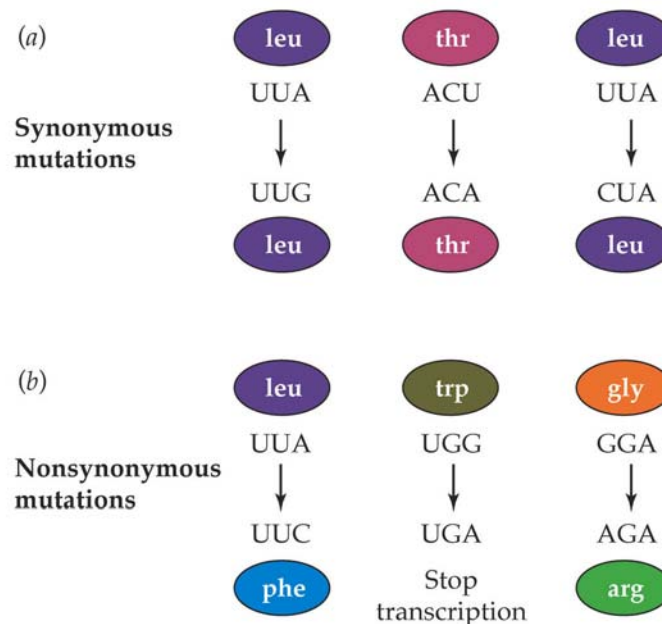 (a)
leu thr leu
UUA ACU UUA
Synonymous
mutations
UUG ACA CUA
leu thr leu
(b)
leu trp gly
UUA UGG GGA
Nonsynonymous
mutations
UUC UGA AGA
phe Stop arg
transcription